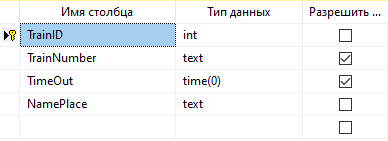 Имя столбца Тип данных Разрешить ...
TrainID int
TrainNumber text
TimeOut time(0)
NamePlace text